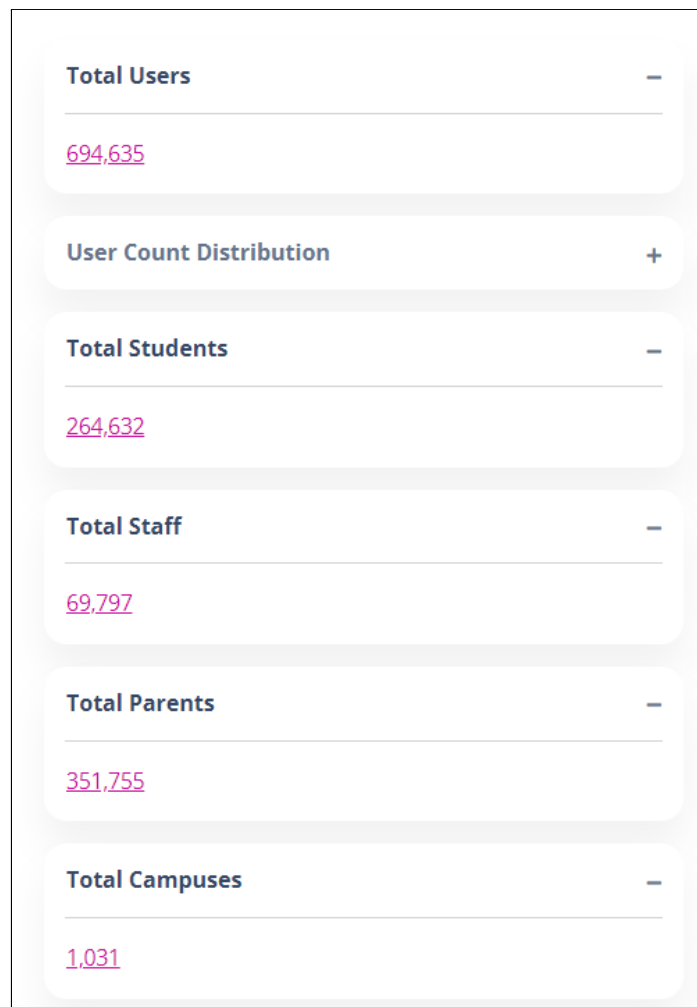 Total Users
694,635
User Count Distribution
Total Students
264,632
Total Staff
69,797
Total Parents
351,755
Total Campuses
1,031